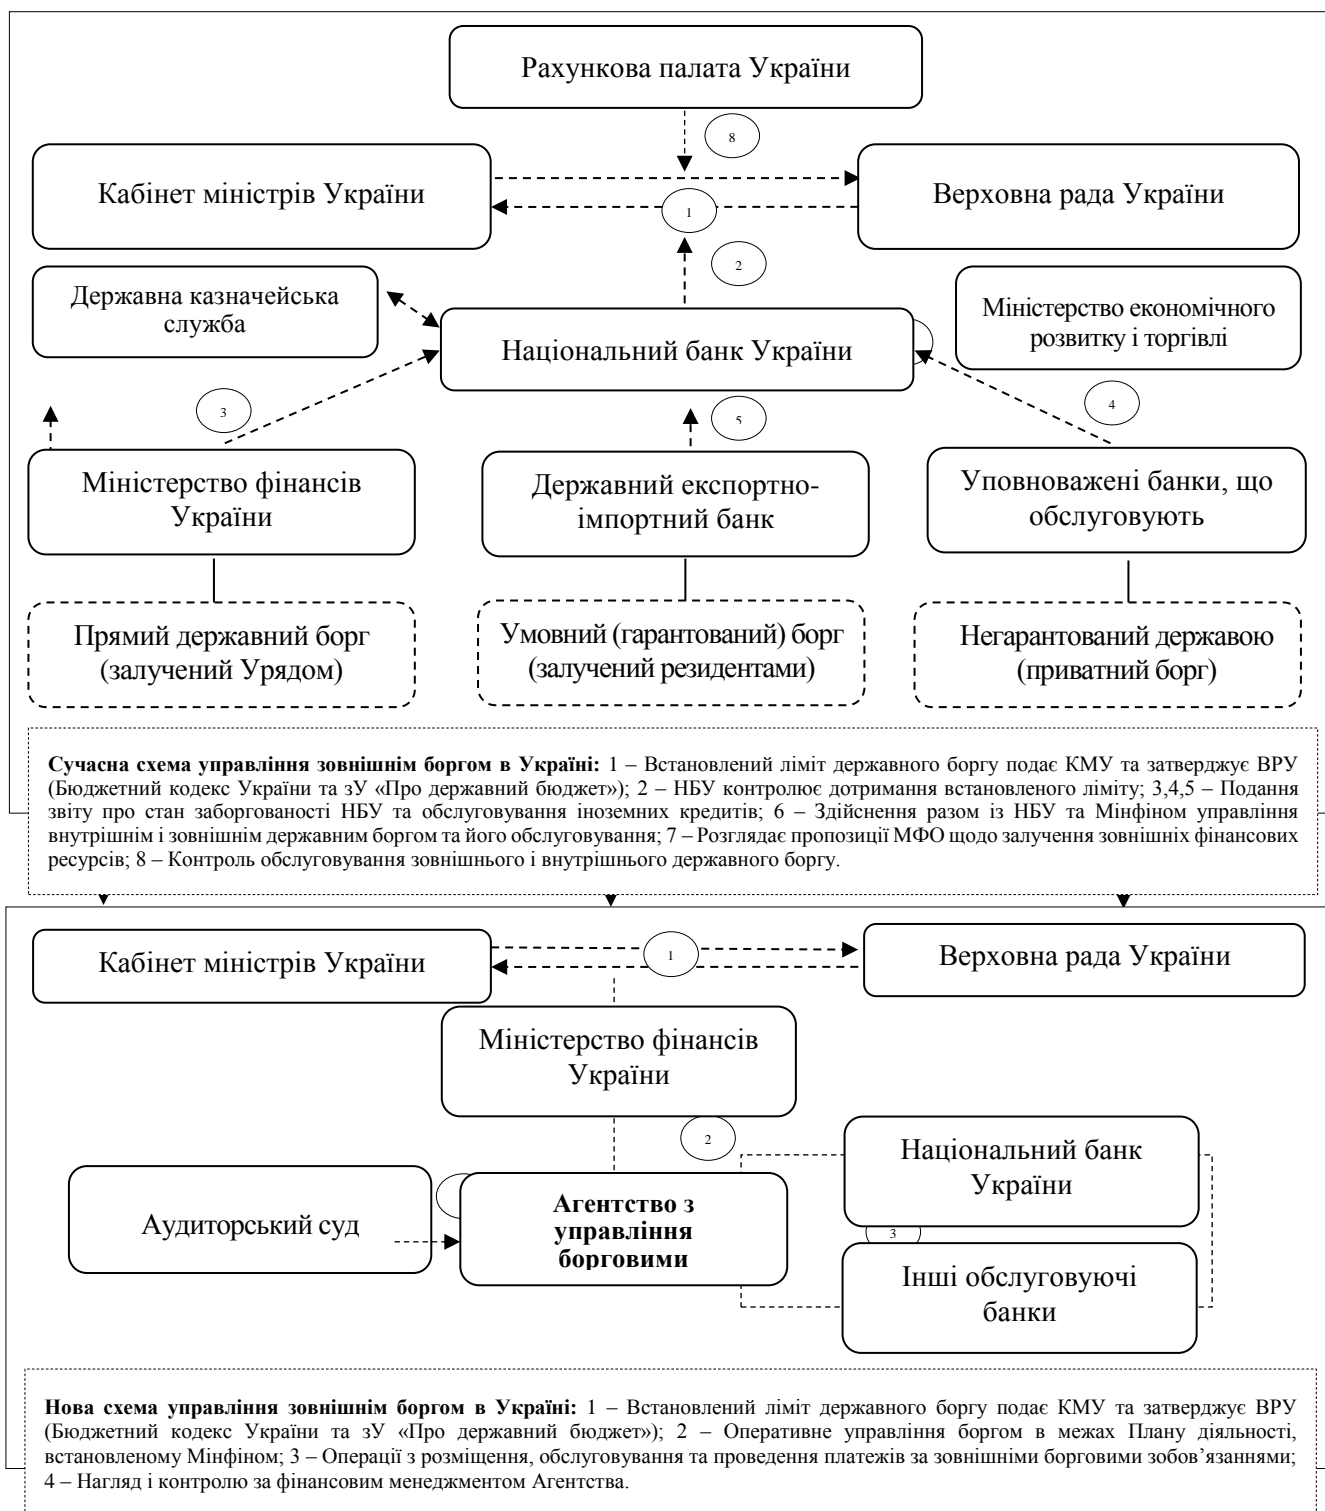 Рахункова палата України
8
Кабінет міністрів України
Верховна рада України
1
2
Державна казначейська
служба
Національний банк України
Міністерство економічного
розвитку і торгівлі
3
5
4
Міністерство фінансів
України
Державний експортно-
імпортний банк
Уповноважені банки, що
обслуговують
Прямий державний борг
(залучений Урядом)
Умовний (гарантований) борг
(залучений резидентами)
Негарантований державою
(приватний борг)
Сучасна схема управління зовнішнім боргом в Україні: 1 – Встановлений ліміт державного боргу подає КМУ та затверджує ВРУ
(Бюджетний кодекс України та зУ «Про державний бюджет»); 2 – НБУ контролює дотримання встановленого ліміту; 3,4,5 – Подання
звіту про стан заборгованості НБУ та обслуговування іноземних кредитів; 6 – Здійснення разом із НБУ та Мінфіном управління
внутрішнім і зовнішнім державним боргом та його обслуговування; 7 – Розглядає пропозиції МФО щодо залучення зовнішніх фінансових
ресурсів; 8 – Контроль обслуговування зовнішнього і внутрішнього державного боргу.
Кабінет міністрів України
1
Верховна рада України
Міністерство фінансів
України
2
Національний банк
України
Аудиторський суд
Агентство з
управління
борговими
3
Інші обслуговуючі
банки
Нова схема управління зовнішнім боргом в Україні: 1 – Встановлений ліміт державного боргу подає КМУ та затверджує ВРУ
(Бюджетний кодекс України та зУ «Про державний бюджет»); 2 – Оперативне управління боргом в межах Плану діяльності,
встановленому Мінфіном; 3 – Операції з розміщення, обслуговування та проведення платежів за зовнішніми борговими зобов’язаннями;
4 – Нагляд і контролю за фінансовим менеджментом Агентства.